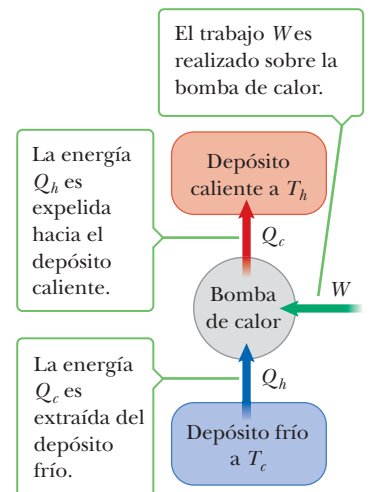 El trabajo W es
realizado sobre la
bomba de calor.
La energía
Q_h es
expelida
hacia el
depósito
caliente.
Depósito
caliente a T_h
Q_c
Bomba
de calor
W
La energía
Q_c es
extraída del
depósito
frío.
Q_h
Depósito frío
a T_c